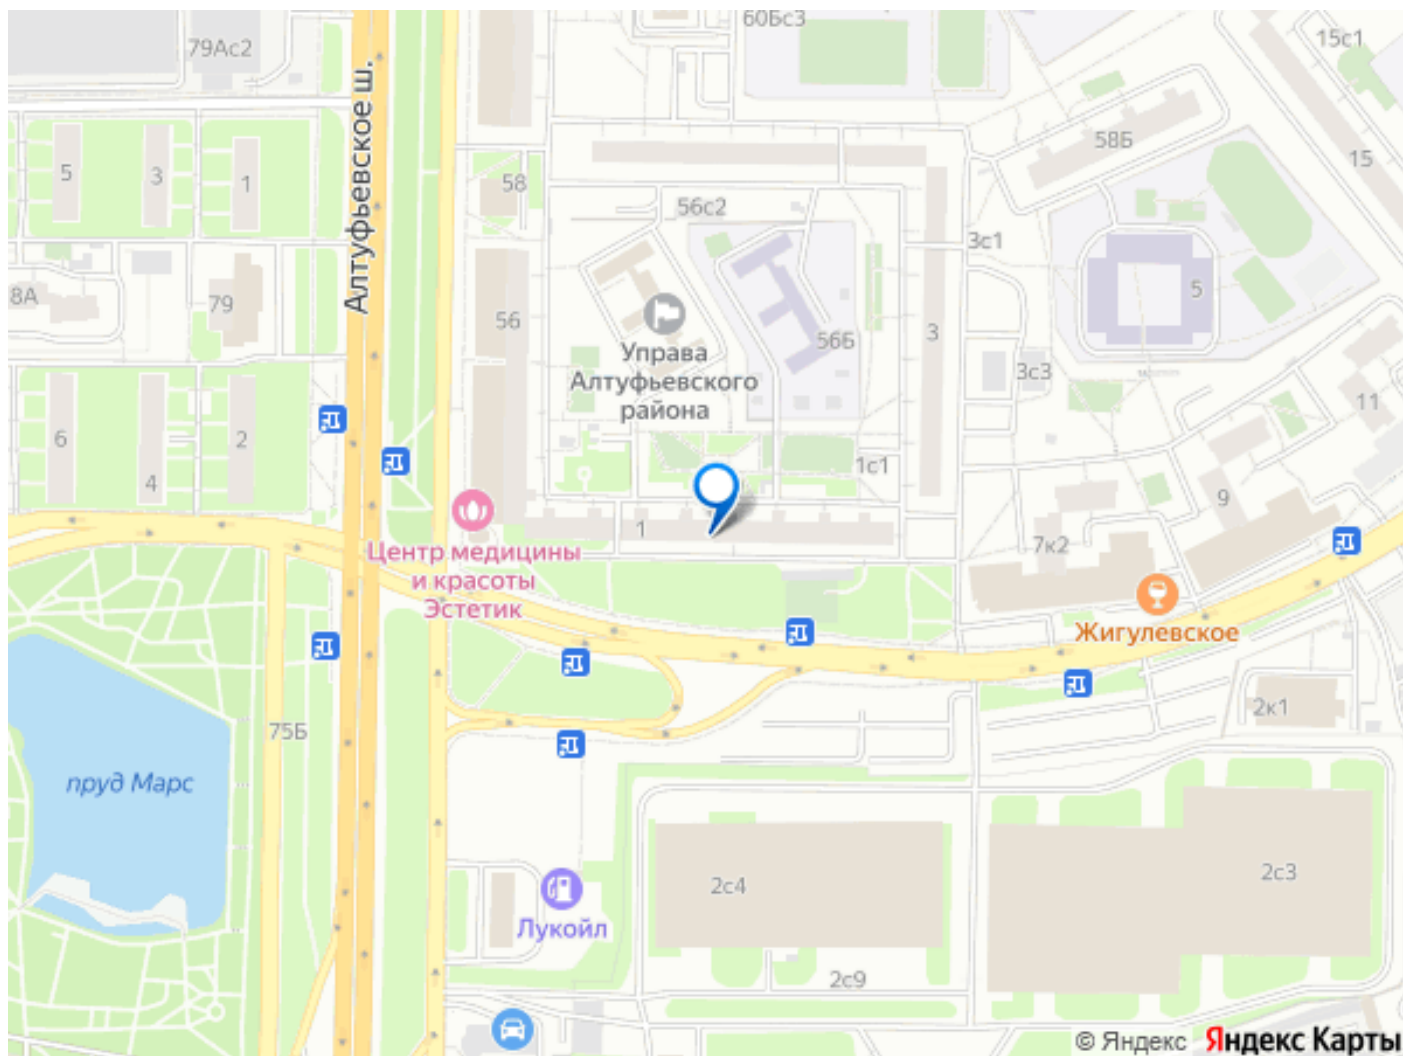 60Бс3
79Ас2
15с1
Алтуфьевское ш.
58Б
15
5
3
1
58
56с2
3с1
8А
79
56
5
56Б
3
Управа
Алтуфьевского
района
3с3
11
6
2
4
1с1
9
1
7к2
Центр медицины
и красоты
Эстетик
Жигулевское
75Б
2к1
пруд Марс
2с4
2с3
Лукойл
2с9
© Яндекс Яндекс Карты